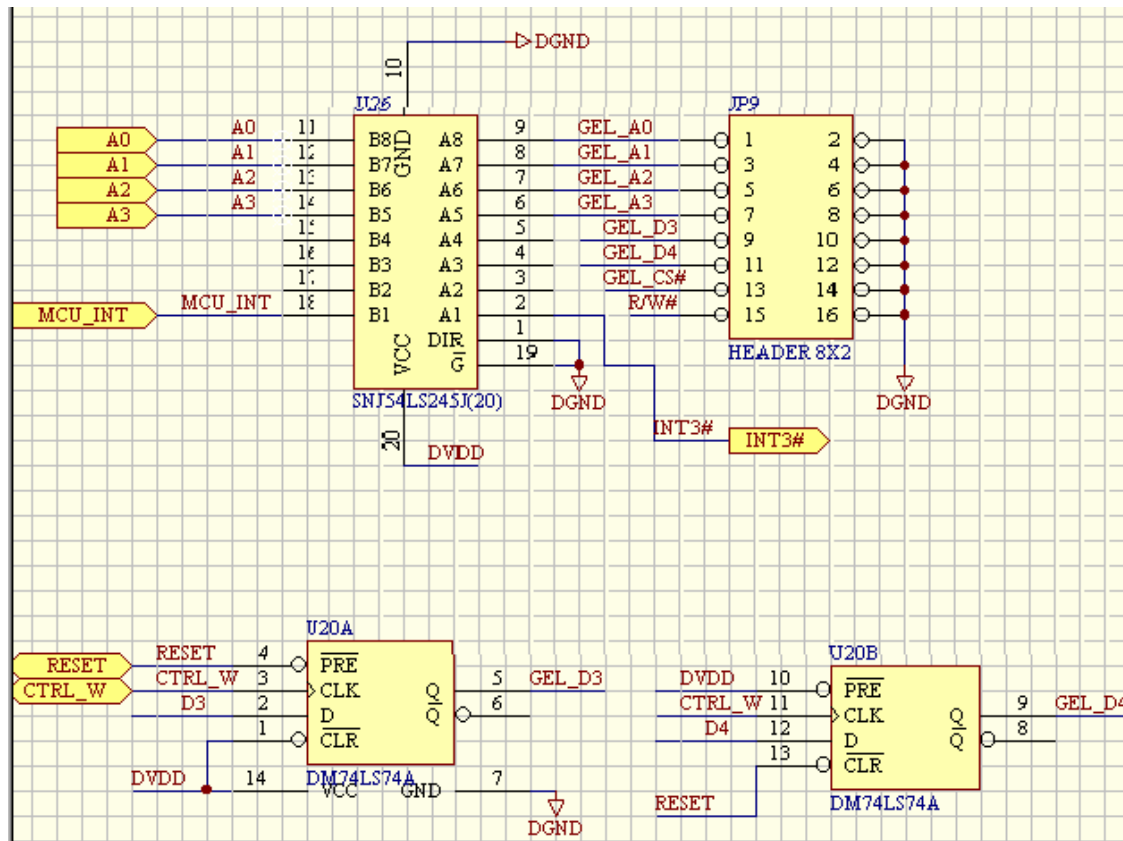 DGND
10
U26 JP9
A0 A0 11 B8 GND A8 9 GEL_A0 1 2
A1 A1 12 B7 A7 8 GEL_A1 3 4
A2 A2 13 B6 A6 7 GEL_A2 5 6
A3 A3 14 B5 A5 6 GEL_A3 7 8
15 B4 A4 5 GEL_D3 9 10
16 B3 A3 4 GEL_D4 11 12
17 B2 A2 3 GEL_CS# 13 14
MCU_INT MCU_INT 18 B1 A1 2 R/W# 15 16
VCC DIR 1
G 19 HEADER 8X2
SNJ54LS245J(20) DGND DGND
20 DVDD INT3# INT3#
U20A U20B
RESET RESET 4 PRE
CTRL_W CTRL_W 3 CLK Q 5 GEL_D3 DVDD 10 PRE
D3 2 D Q 6 CTRL_W 11 CLK Q 9 GEL_D4
1 CLR D4 12 D Q 8
13 CLR
DVDD 14 DM74LS74A VCC GND 7
RESET DM74LS74A
DGND